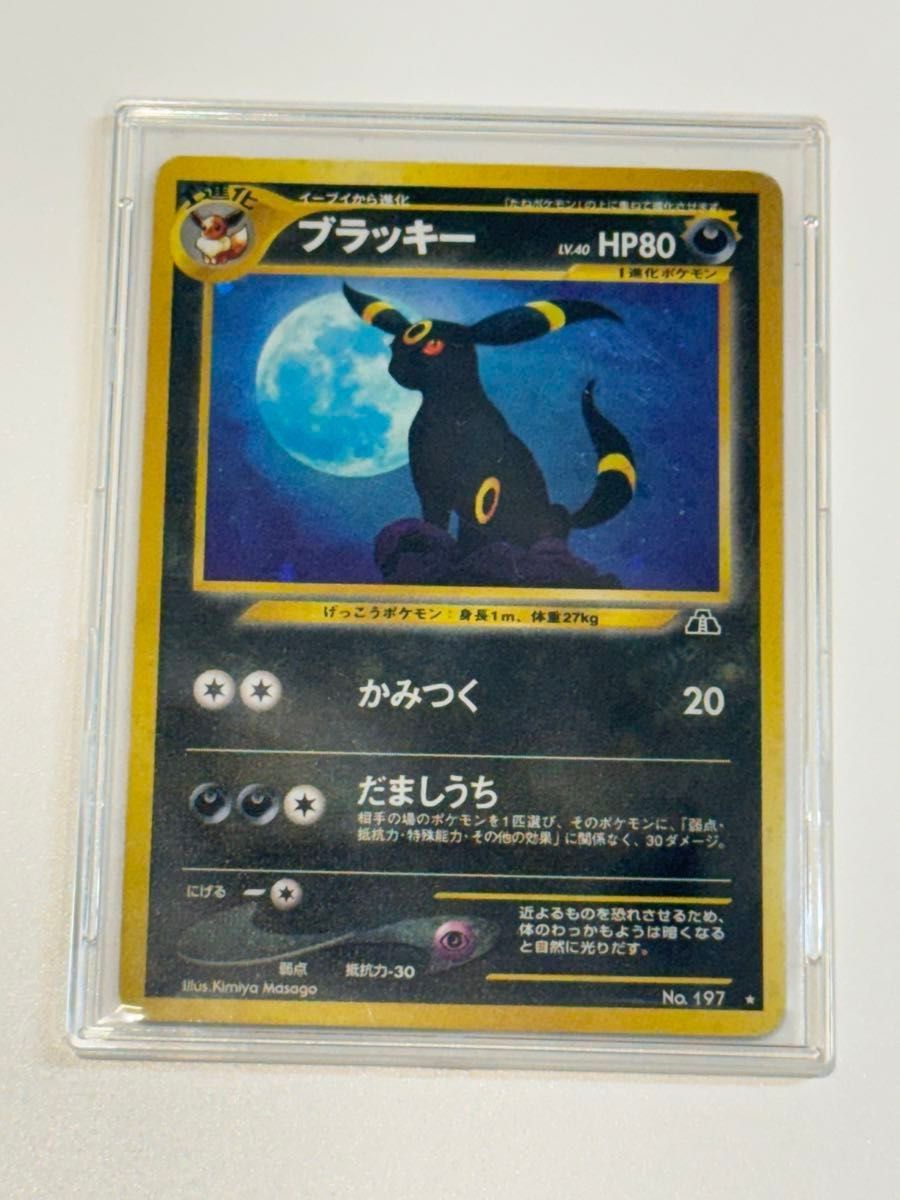 1進化
イーブイから進化
「たねポケモン」の上に重ねて進化させます
ブラッキー
LV.40 HP80
1進化ポケモン
げっこうポケモン：身長1m、体重27kg
かみつく 20
だましうち
相手の場のポケモンを1匹選び、そのポケモンに、「弱点・
抵抗力・特殊能力・その他の効果」に関係なく、30ダメージ。
にげる
弱点 抵抗力-30
近よるものを恐れさせるため、
体のわっかもようは暗くなる
と自然に光りだす。
Illus.Kimiya Masago
No. 197 ★